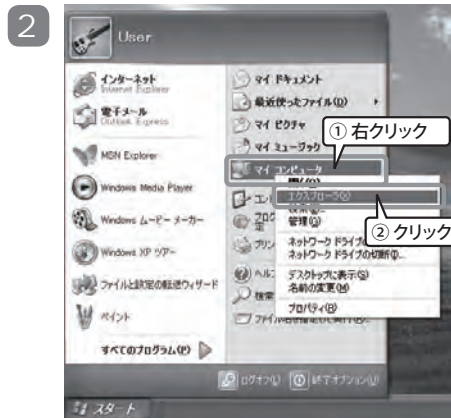 2
User
インターネット
Internet Explorer
電子メール
Outlook Express
MSN Explorer
Windows Media Player
Windows ムービー メーカー
Windows XP ツアー
ファイルと設定の転送ウィザード
ペイント
すべてのプログラム(P)
マイ ドキュメント
最近使ったファイル(D)
マイ ピクチャ
マイ ミュージック
マイ コンピュータ
① 右クリック
開く(O)
エクスプローラ(X)
② クリック
管理(G)
ネットワーク ドライブの
ネットワーク ドライブの切断(I)...
デスクトップに表示(S)
名前の変更(M)
プロパティ(R)
検索
ログオフ(L)
終了オプション(U)
スタート